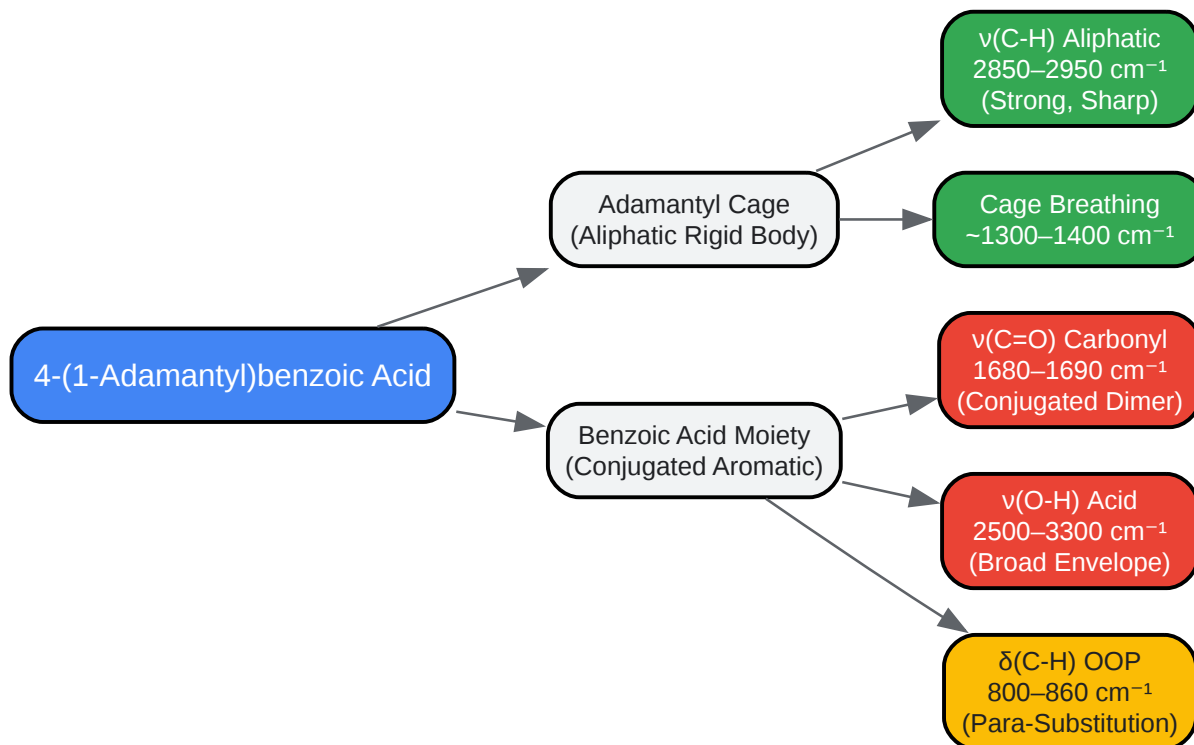 4-(1-Adamantyl)benzoic Acid
Adamantyl Cage
(Aliphatic Rigid Body)
Benzoic Acid Moiety
(Conjugated Aromatic)
ν(C-H) Aliphatic
2850–2950 cm⁻¹
(Strong, Sharp)
Cage Breathing
~1300–1400 cm⁻¹
ν(C=O) Carbonyl
1680–1690 cm⁻¹
(Conjugated Dimer)
ν(O-H) Acid
2500–3300 cm⁻¹
(Broad Envelope)
δ(C-H) OOP
800–860 cm⁻¹
(Para-Substitution)